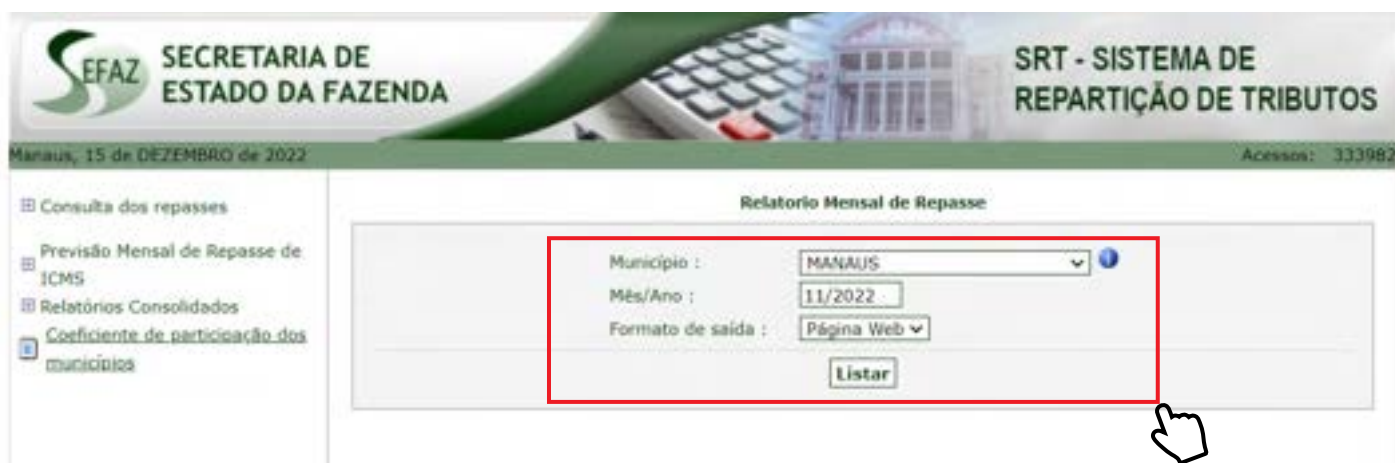 SEFAZ SECRETARIA DE
ESTADO DA FAZENDA
SRT - SISTEMA DE
REPARTIÇÃO DE TRIBUTOS
Manaus, 15 de DEZEMBRO de 2022
Acessos: 333982
Consulta dos repasses
Previsão Mensal de Repasse de
ICMS
Relatórios Consolidados
Coeficiente de participação dos
municípios
Relatorio Mensal de Repasse
Município : MANAUS
Mês/Ano : 11/2022
Formato de saída : Página Web
Listar